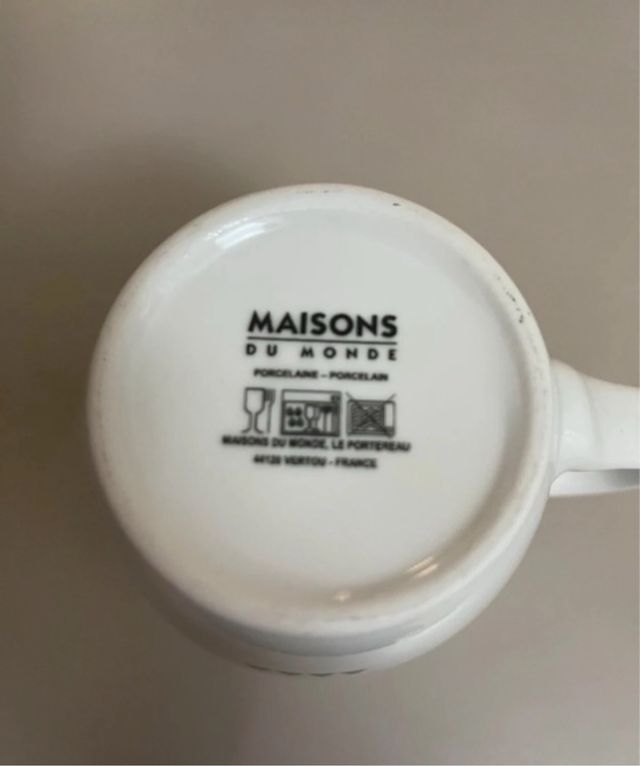 MAISONS
DU MONDE
PORCELAINE – PORCELAIN
MAISONS DU MONDE, LE PORTEREAU
44120 VERTOU – FRANCE